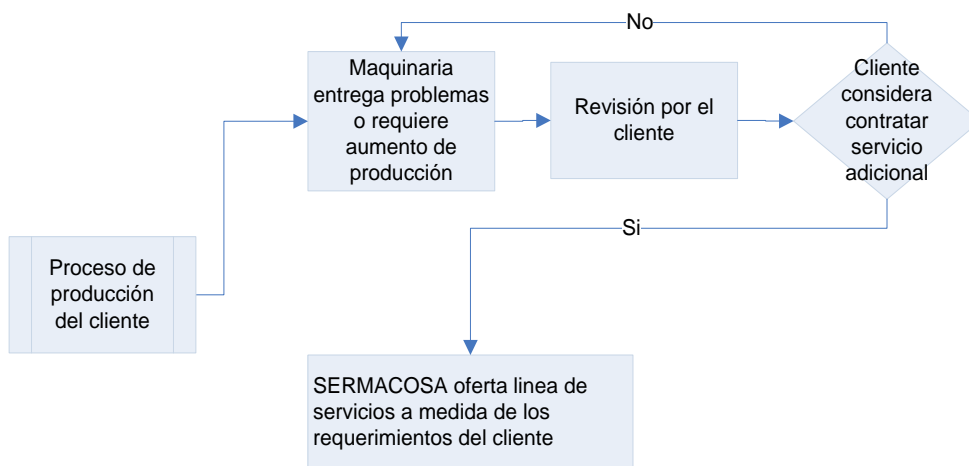 No
Maquinaria
entrega problemas
o requiere
aumento de
producción
Revisión por el
cliente
Cliente
considera
contratar
servicio
adicional
Si
Proceso de
producción
del cliente
SERMACOSA oferta linea de
servicios a medida de los
requerimientos del cliente